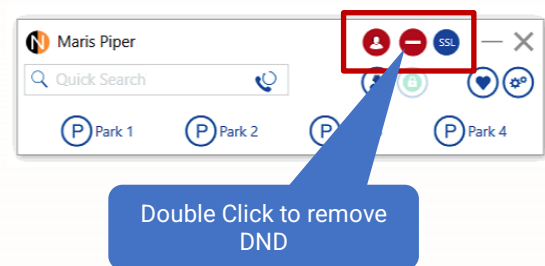 Maris Piper
SSL
Quick Search
P Park 1
P Park 2
P
P Park 4
Double Click to remove
DND